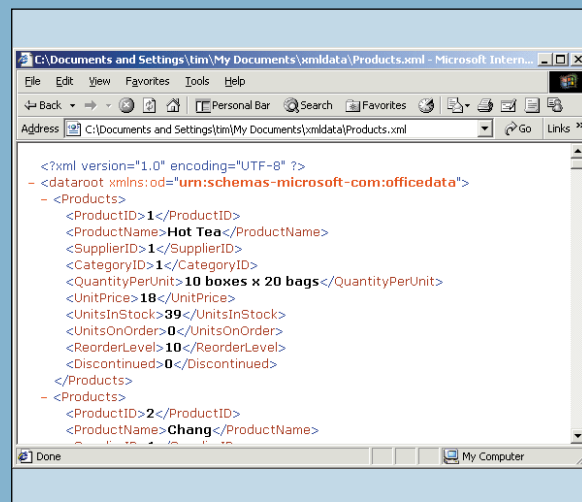 C:\Documents and Settings\tim\My Documents\xmldata\Products.xml - Microsoft Intern...
File Edit View Favorites Tools Help
Back Personal Bar Search Favorites
Address C:\Documents and Settings\tim\My Documents\xmldata\Products.xml Go Links »
<?xml version="1.0" encoding="UTF-8" ?>
- <dataroot xmlns:od="urn:schemas-microsoft-com:officedata">
- <Products>
<ProductID>1</ProductID>
<ProductName>Hot Tea</ProductName>
<SupplierID>1</SupplierID>
<CategoryID>1</CategoryID>
<QuantityPerUnit>10 boxes x 20 bags</QuantityPerUnit>
<UnitPrice>18</UnitPrice>
<UnitsInStock>39</UnitsInStock>
<UnitsOnOrder>0</UnitsOnOrder>
<ReorderLevel>10</ReorderLevel>
<Discontinued>0</Discontinued>
</Products>
- <Products>
<ProductID>2</ProductID>
<ProductName>Chang</ProductName>
Done My Computer